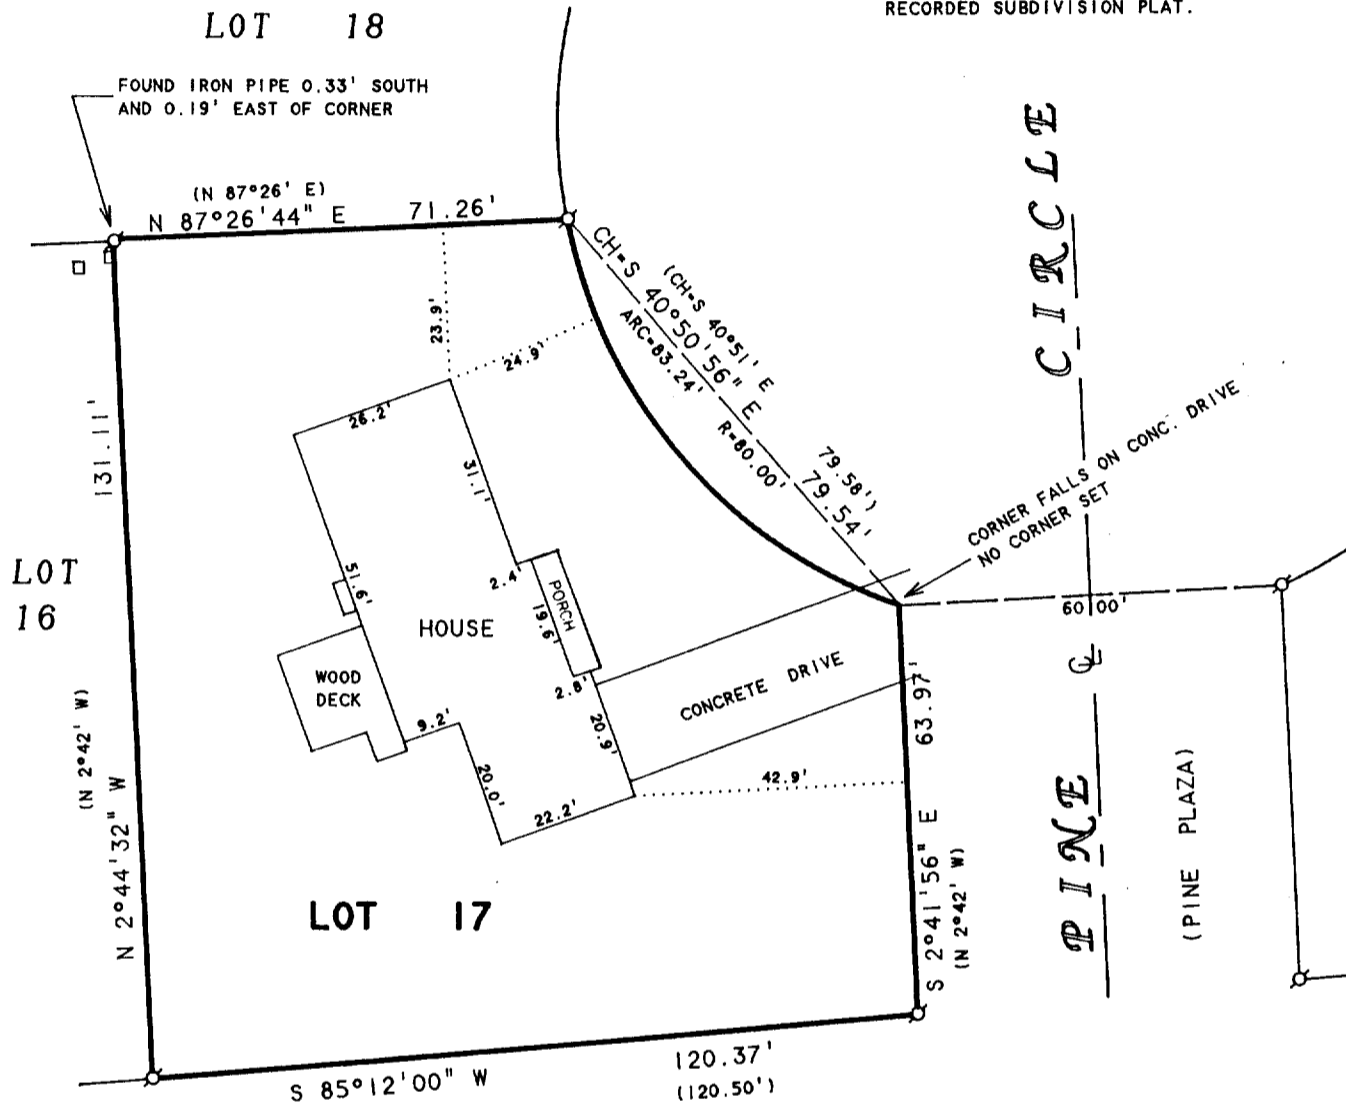 RECORDED SUBDIVISION PLAT.
LOT 18
FOUND IRON PIPE 0.33' SOUTH
AND 0.19' EAST OF CORNER
(N 87°26' E)
N 87°26'44" E 71.26'
CH=S 40°50'56" E 79.54'
(CH=S 40°51' E 79.58')
ARC=83.24'
R=80.00'
23.9'
24.9'
26.2'
31.1'
131.11'
CIRCLE
CORNER FALLS ON CONC. DRIVE
NO CORNER SET
LOT
16
51.6'
2.4'
PORCH
19.6'
HOUSE
60.00'
WOOD
DECK
2.8'
CONCRETE DRIVE
63.97'
℄
9.2'
20.9'
20.0'
22.2'
42.9'
(N 2°42' W)
N 2°44'32" W
S 2°41'56" E
(N 2°42' W)
PINE
(PINE PLAZA)
LOT 17
S 85°12'00" W 120.37'
(120.50')